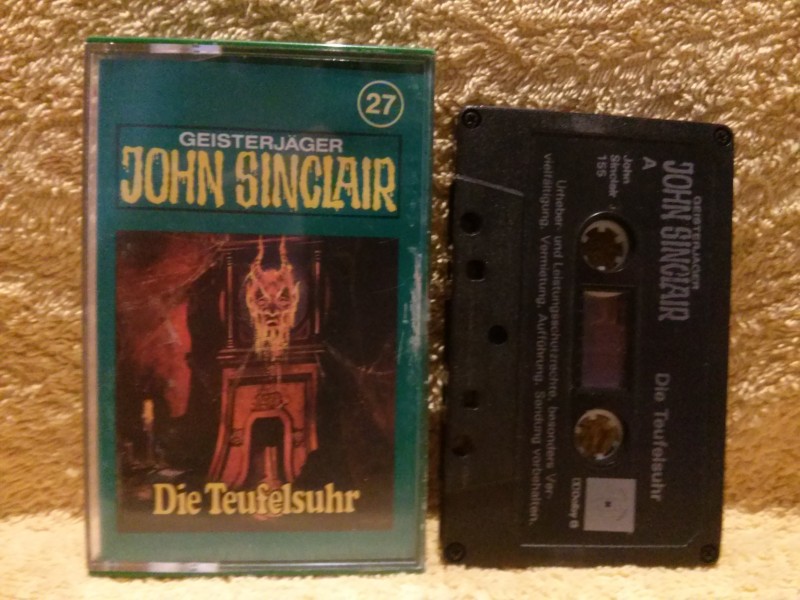 27
GEISTERJÄGER
JOHN SINCLAIR
Die Teufelsuhr
GEISTERJÄGER
JOHN SINCLAIR
Die Teufelsuhr
A
John
Sinclair
155
Urheber- und Leistungsschutzrechte, besonders Ver-
vielfältigung, Vermietung, Aufführung, Sendung vorbehalten.
Dolby B